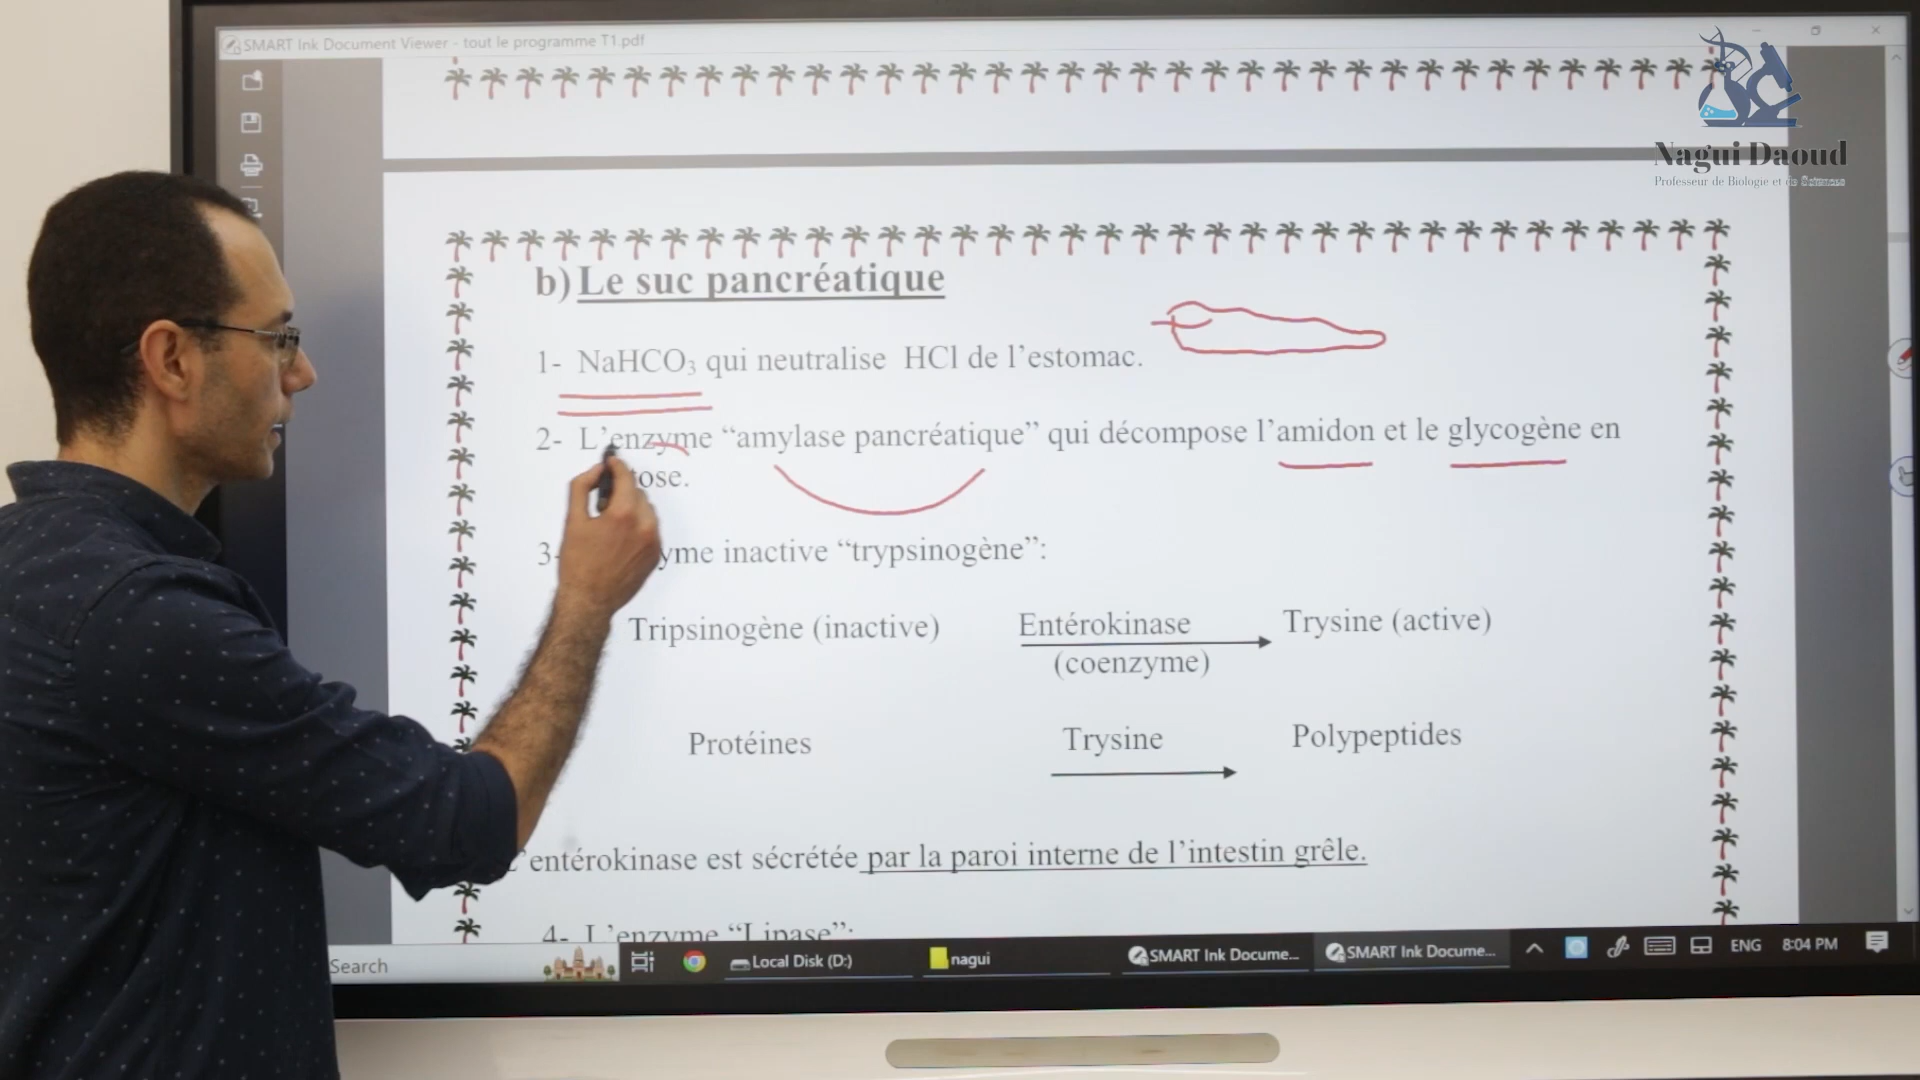 SMART Ink Document Viewer - tout le programme T1.pdf
Nagui Daoud
Professeur de Biologie et de Sciences
b) Le suc pancréatique
1- NaHCO₃ qui neutralise HCl de l’estomac.
2- L’enzyme “amylase pancréatique” qui décompose l’amidon et le glycogène en
tose.
3- yme inactive “trypsinogène”:
Tripsinogène (inactive) Entérokinase Trysine (active)
(coenzyme)
Protéines Trysine Polypeptides
L’entérokinase est sécrétée par la paroi interne de l’intestin grêle.
4- L’enzyme “Lipase”:
Search Local Disk (D:) nagui SMART Ink Docume... SMART Ink Docume... ENG 8:04 PM